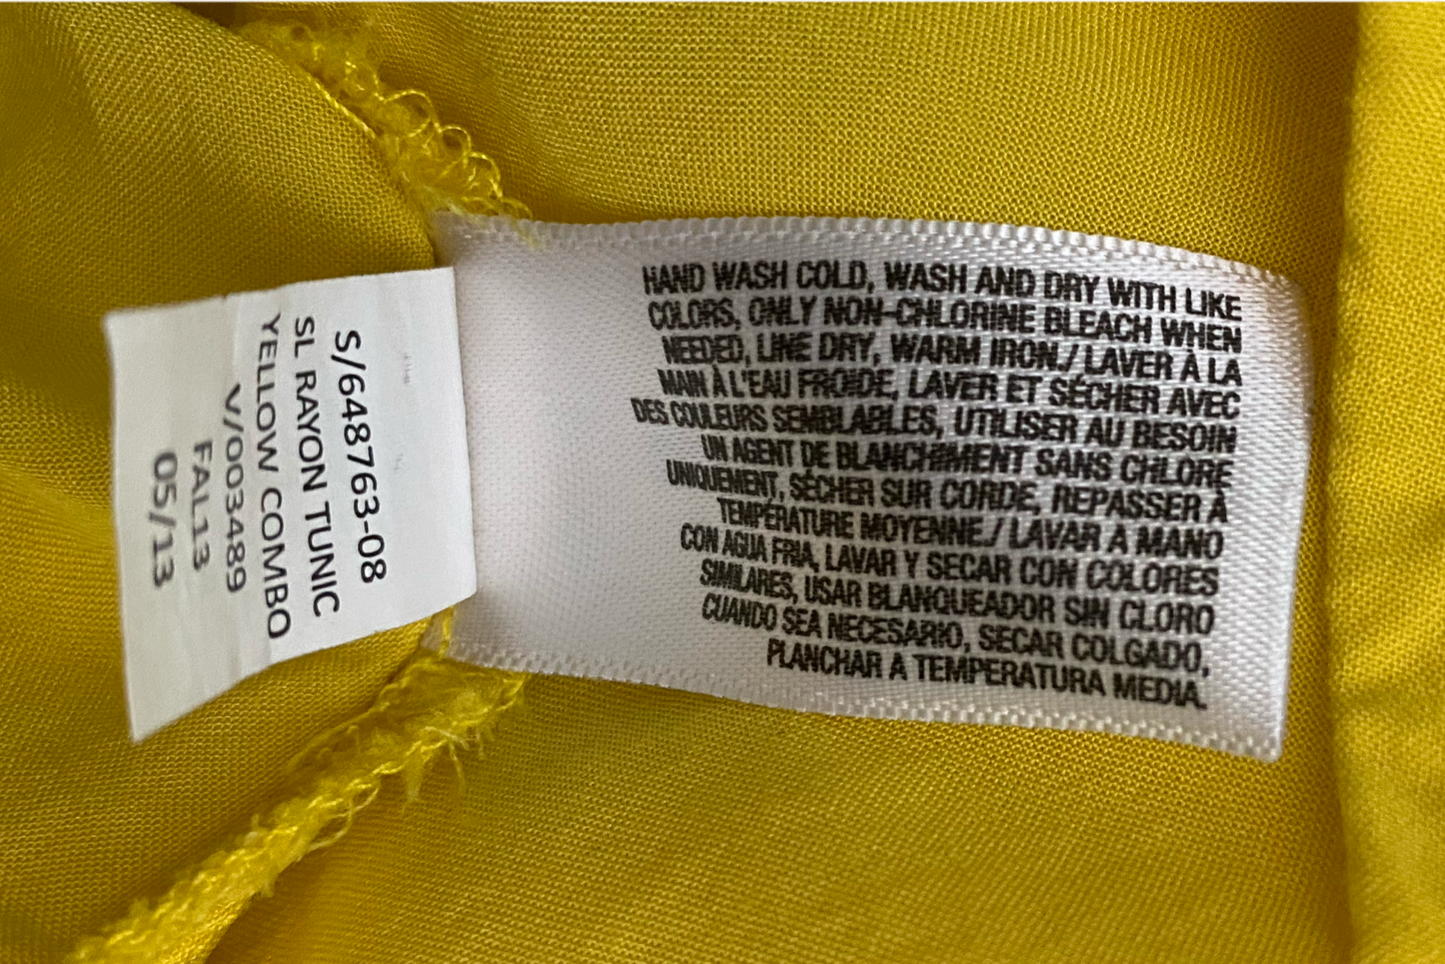 S/648763-08
SL RAYON TUNIC
YELLOW COMBO
V/003489
FAL13
05/13
HAND WASH COLD, WASH AND DRY WITH LIKE
COLORS, ONLY NON-CHLORINE BLEACH WHEN
NEEDED, LINE DRY, WARM IRON./ LAVER À LA
MAIN À L'EAU FROIDE, LAVER ET SÉCHER AVEC
DES COULEURS SEMBLABLES, UTILISER AU BESOIN
UN AGENT DE BLANCHIMENT SANS CHLORE
UNIQUEMENT, SÉCHER SUR CORDE, REPASSER À
TEMPÉRATURE MOYENNE./ LAVAR A MANO
CON AGUA FRIA, LAVAR Y SECAR CON COLORES
SIMILARES, USAR BLANQUEADOR SIN CLORO
CUANDO SEA NECESARIO, SECAR COLGADO,
PLANCHAR A TEMPERATURA MEDIA.